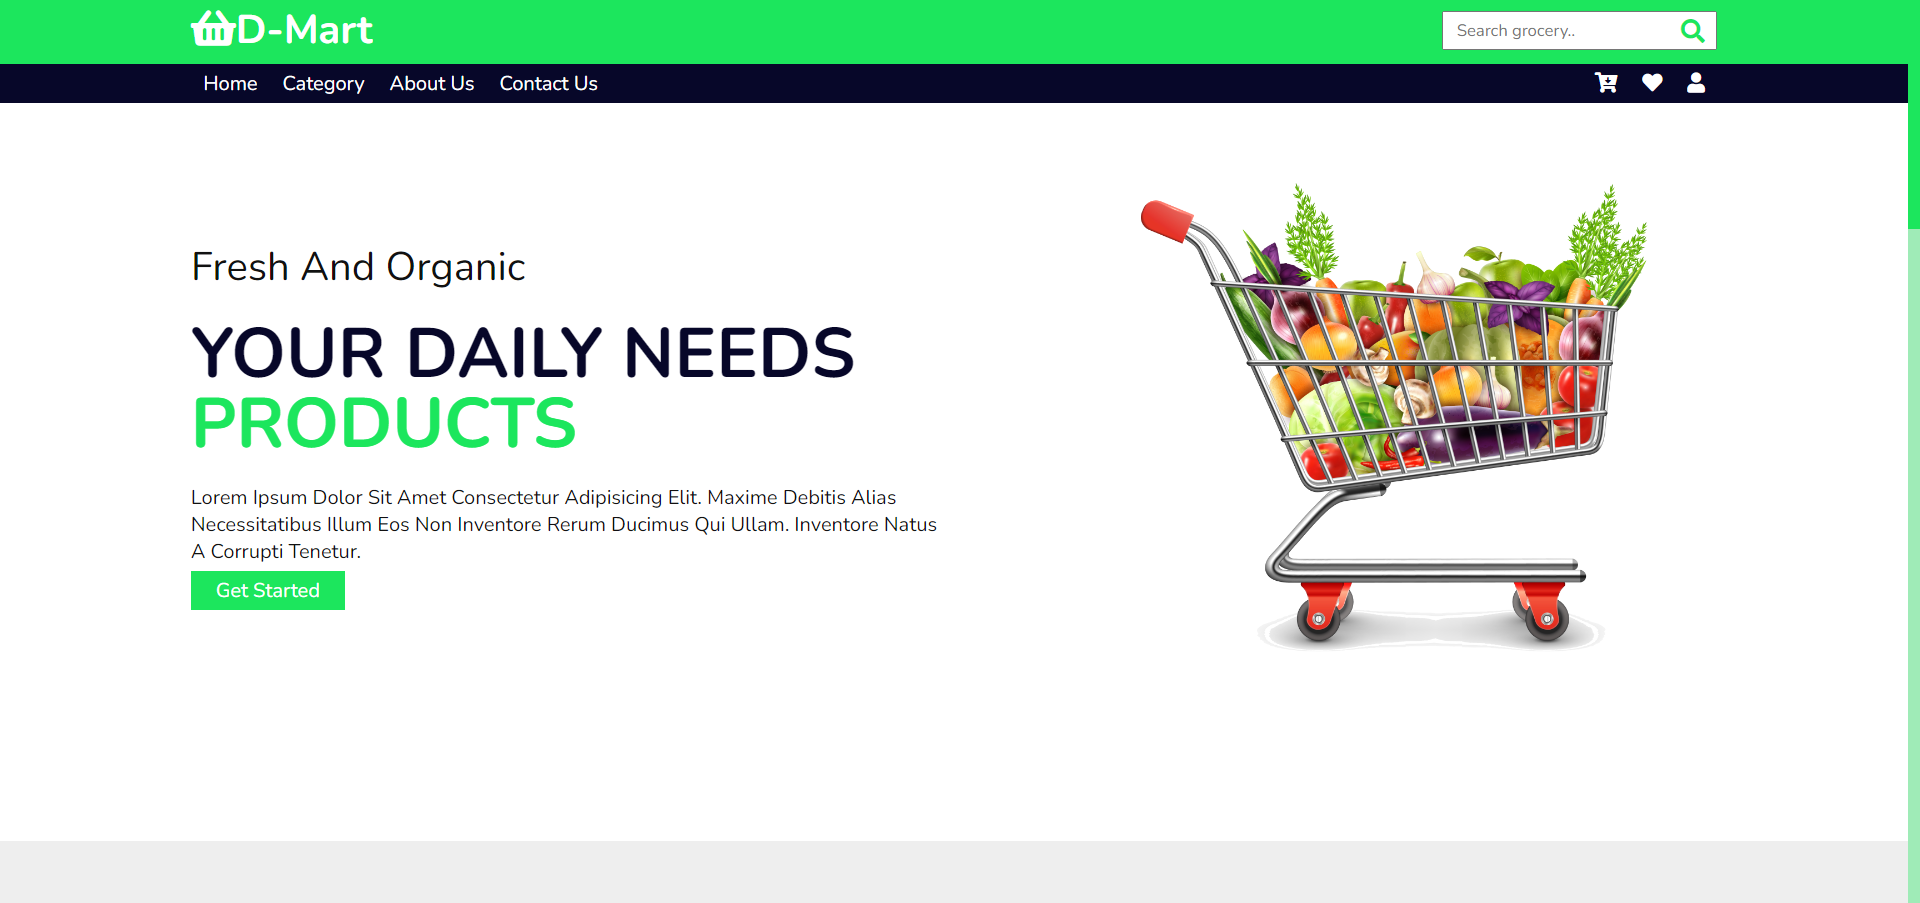 D-Mart
Search grocery..
Home Category About Us Contact Us
Fresh And Organic
YOUR DAILY NEEDS
PRODUCTS
Lorem Ipsum Dolor Sit Amet Consectetur Adipisicing Elit. Maxime Debitis Alias
Necessitatibus Illum Eos Non Inventore Rerum Ducimus Qui Ullam. Inventore Natus
A Corrupti Tenetur.
Get Started